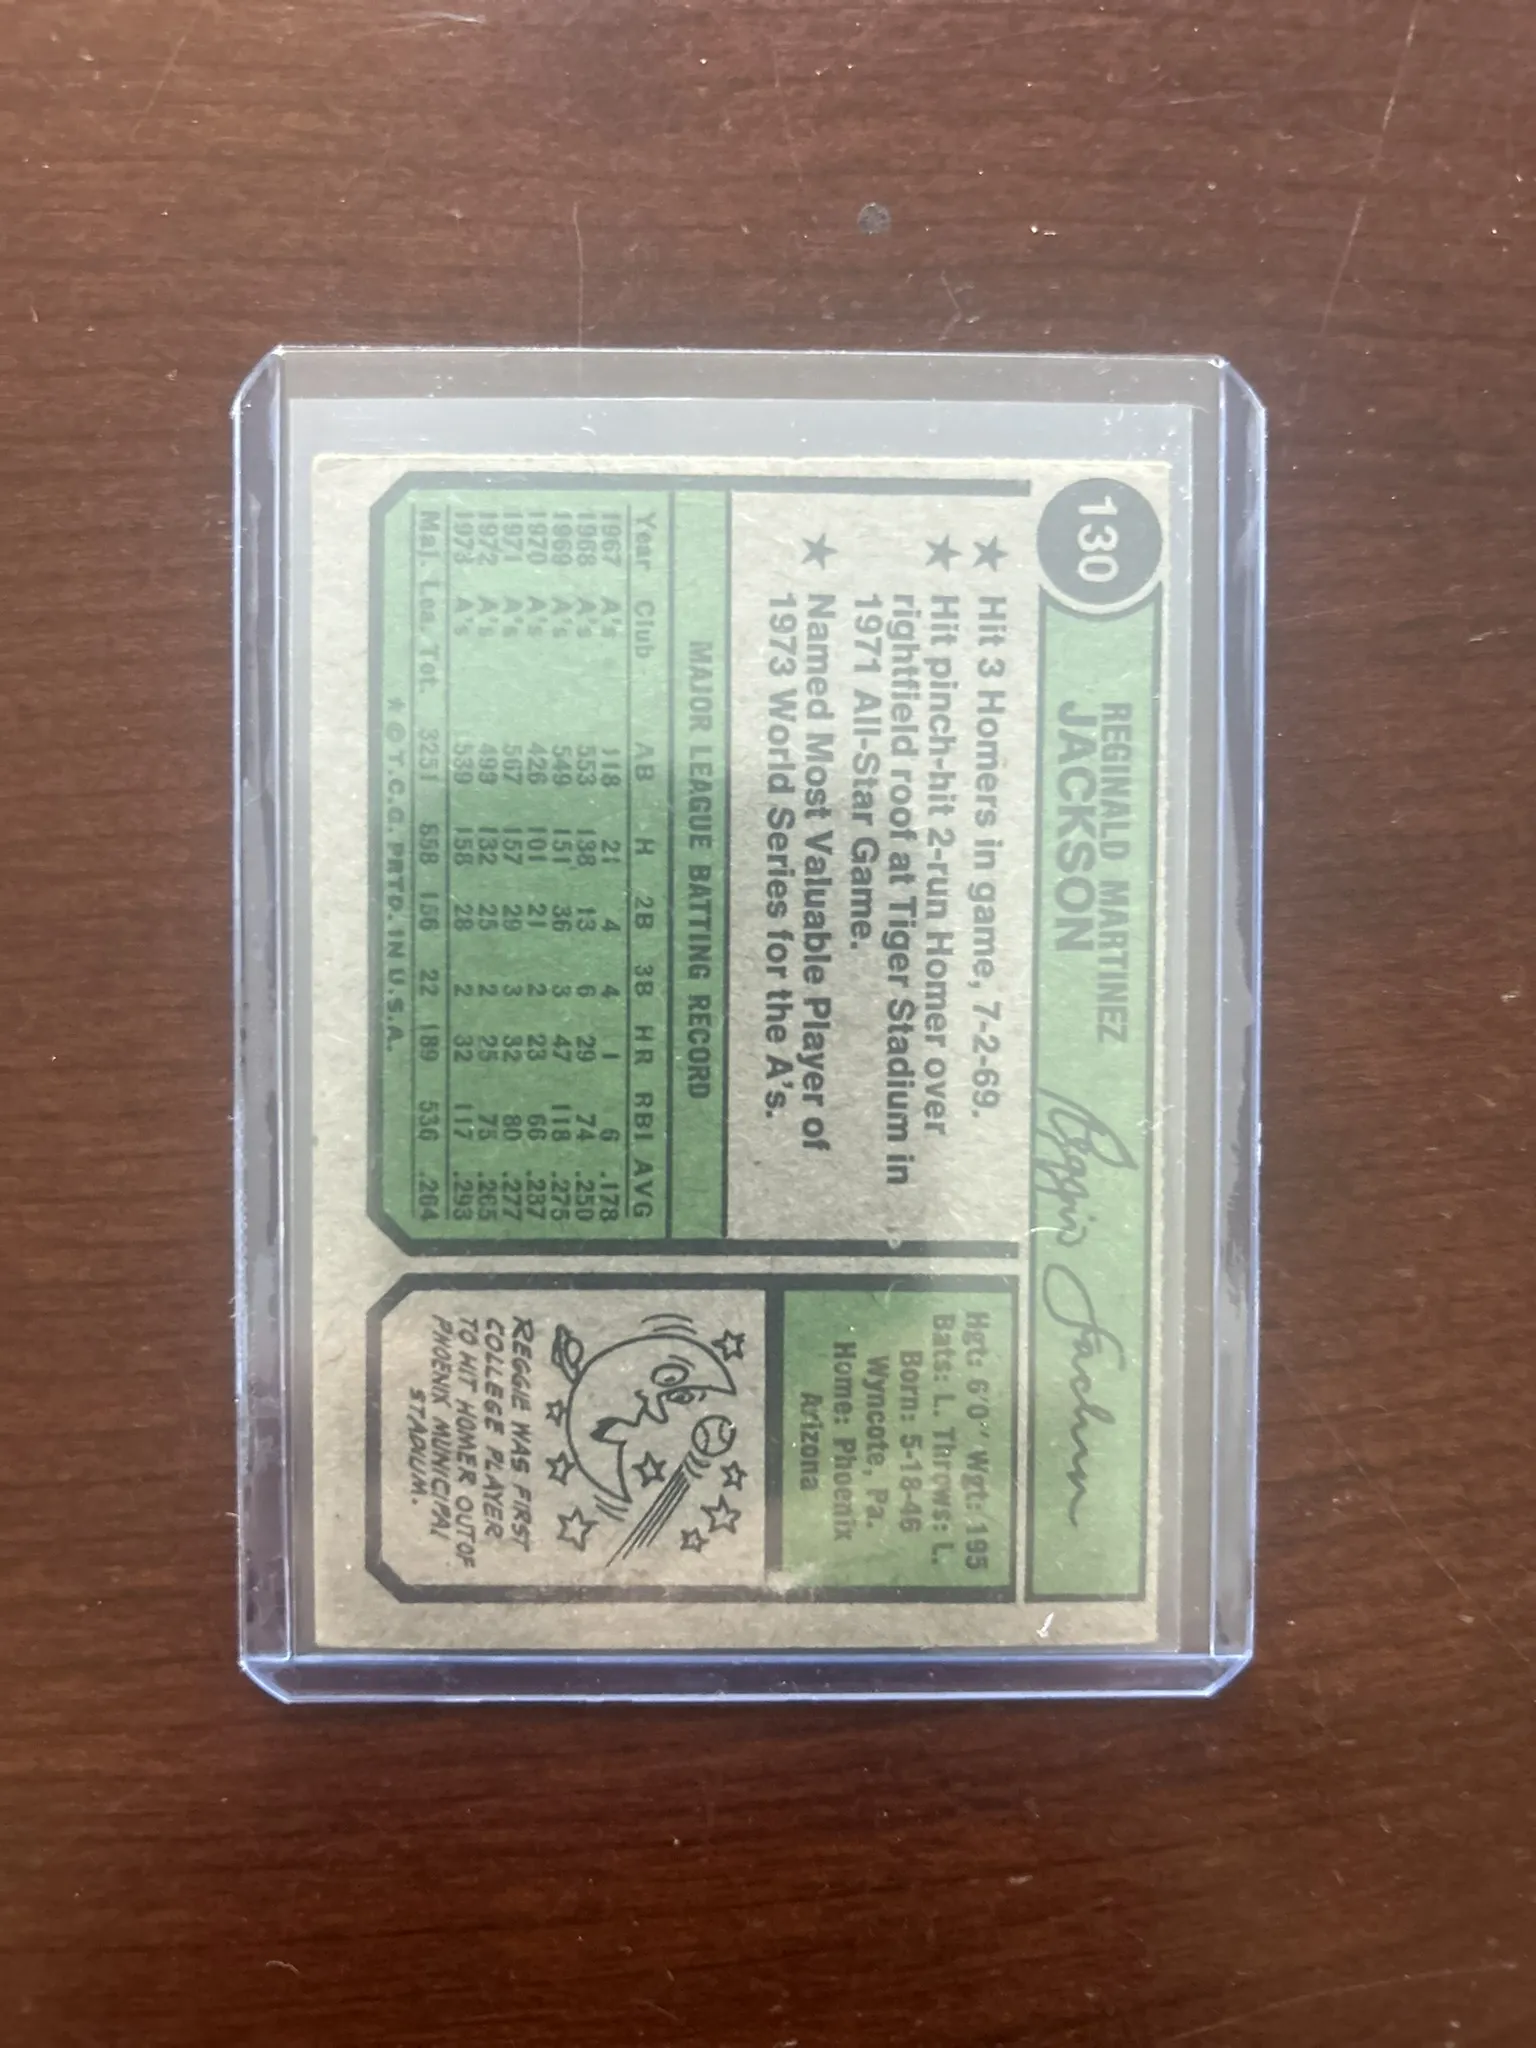 130
REGINALD MARTINEZ
JACKSON
Reggie Jackson
★ Hit 3 Homers in game, 7-2-69.
★ Hit pinch-hit 2-run Homer over
rightfield roof at Tiger Stadium in
1971 All-Star Game.
★ Named Most Valuable Player of
1973 World Series for the A's.
MAJOR LEAGUE BATTING RECORD
Year Club AB H 2B 3B HR RBI AVG
1967 A's 118 21 4 4 1 6 .178
1968 A's 553 138 13 6 29 74 .250
1969 A's 549 151 36 3 47 118 .275
1970 A's 426 101 21 2 23 66 .237
1971 A's 567 157 29 3 32 80 .277
1972 A's 499 132 25 2 25 75 .265
1973 A's 539 158 28 2 32 117 .293
Maj. Lea. Tot. 3251 858 156 22 189 536 .264
* © T.C.G. PRTD. IN U.S.A.
Hgt: 6'0" Wgt: 195
Bats: L. Throws: L.
Born: 5-18-46
Wyncote, Pa.
Home: Phoenix
Arizona
REGGIE WAS FIRST
COLLEGE PLAYER
TO HIT HOMER OUT OF
PHOENIX MUNICIPAL
STADIUM.